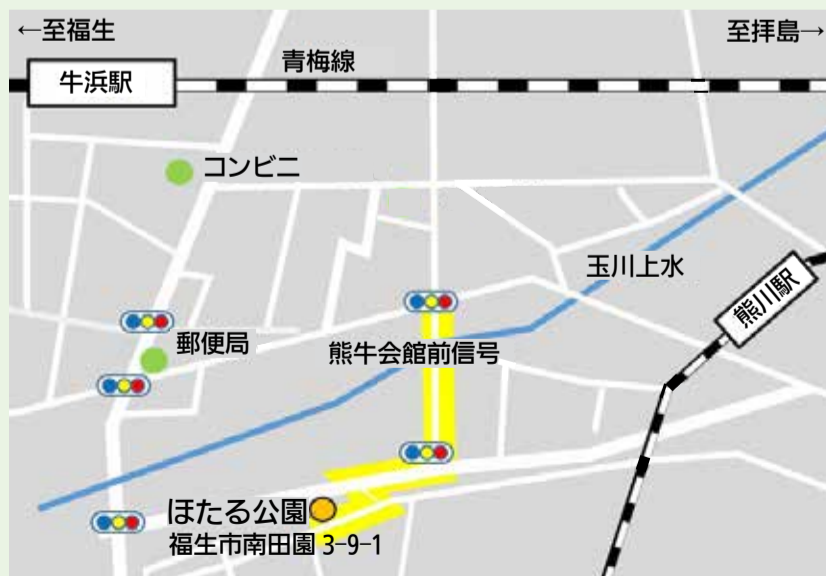 ←至福生
至拝島→
青梅線
牛浜駅
コンビニ
玉川上水
熊川駅
郵便局
熊牛会館前信号
ほたる公園
福生市南田園 3-9-1